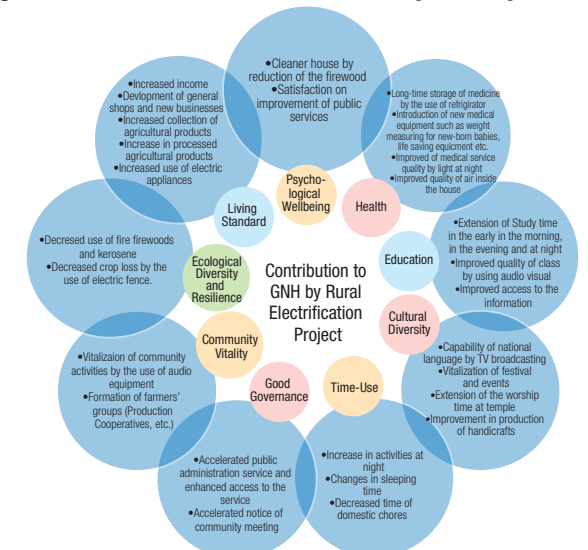 •Cleaner house by
reduction of the firewood
•Satisfaction on
improvement of public
services
•Long-time storage of medicine
by the use of refrigirator
•Introduction of new medical
equipment such as weight
measuring for new-born babies,
life saving equicment etc.
•Improved of medical service
quality by light at night
•Improved quality of air inside
the house
•Extension of Study time
in the early in the morning,
in the evening and at night
•Improved quality of class
by using audio visual
•Improved access to the
information
•Capability of national
language by TV broadcasting
•Vitalization of festival
and events
•Extension of the worship
time at temple
•Improvement in production
of handicrafts
•Increase in activities at
night
•Changes in sleeping
time
•Decreased time of
domestic chores
•Accelerated public
administration service and
enhanced access to the
service
•Accelerated notice of
community meeting
•Vitalizaion of community
activities by the use of audio
equipment
•Formation of farmers'
groups (Production
Cooperatives, etc.)
•Decresed use of fire firewoods
and kerosene
•Decreased crop loss by the
use of electric fence.
•Increased income
•Devlopment of general
shops and new businesses
•Increased collection of
agricultural products
•Increase in processed
agricultural products
•Increased use of electric
appliances
Psycho-
logical
Wellbeing
Health
Education
Cultural
Diversity
Time-Use
Good
Governance
Community
Vitality
Ecological
Diversity
and
Resilience
Living
Standard
Contribution to
GNH by Rural
Electrification
Project